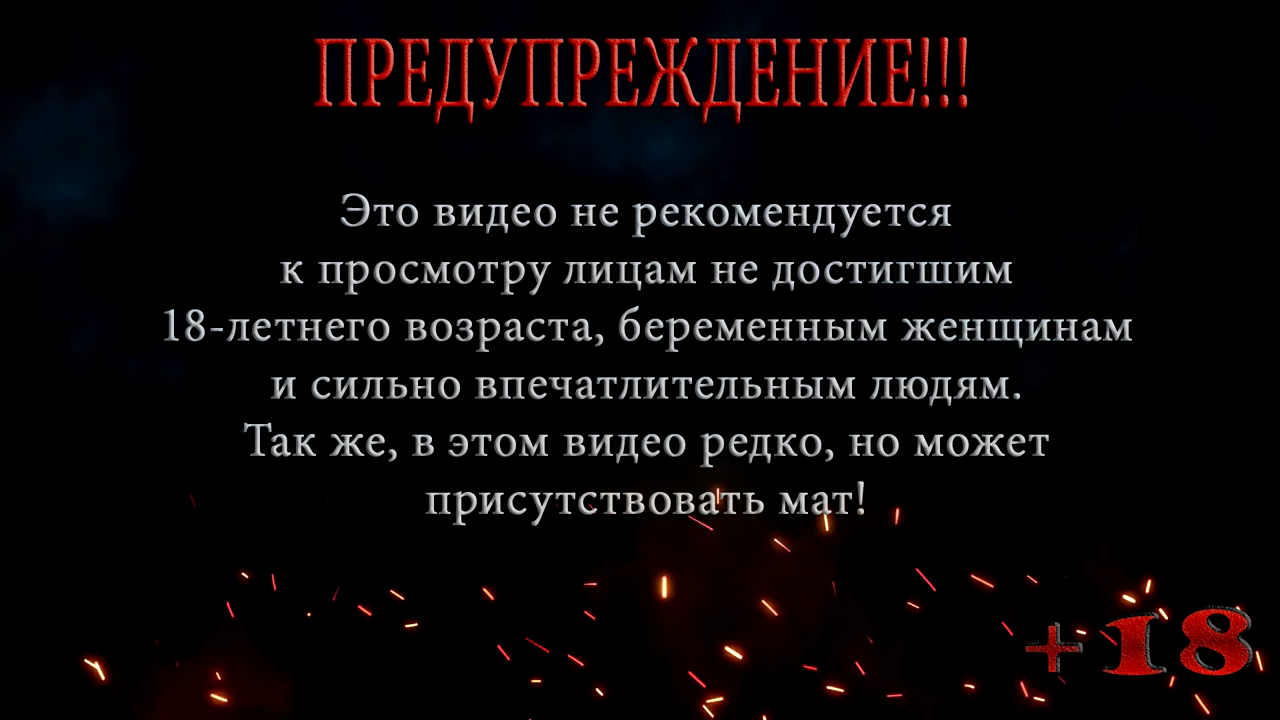 ПРЕДУПРЕЖДЕНИЕ!!!
Это видео не рекомендуется
к просмотру лицам не достигшим
18-летнего возраста, беременным женщинам
и сильно впечатлительным людям.
Так же, в этом видео редко, но может
присутствовать мат!
+18